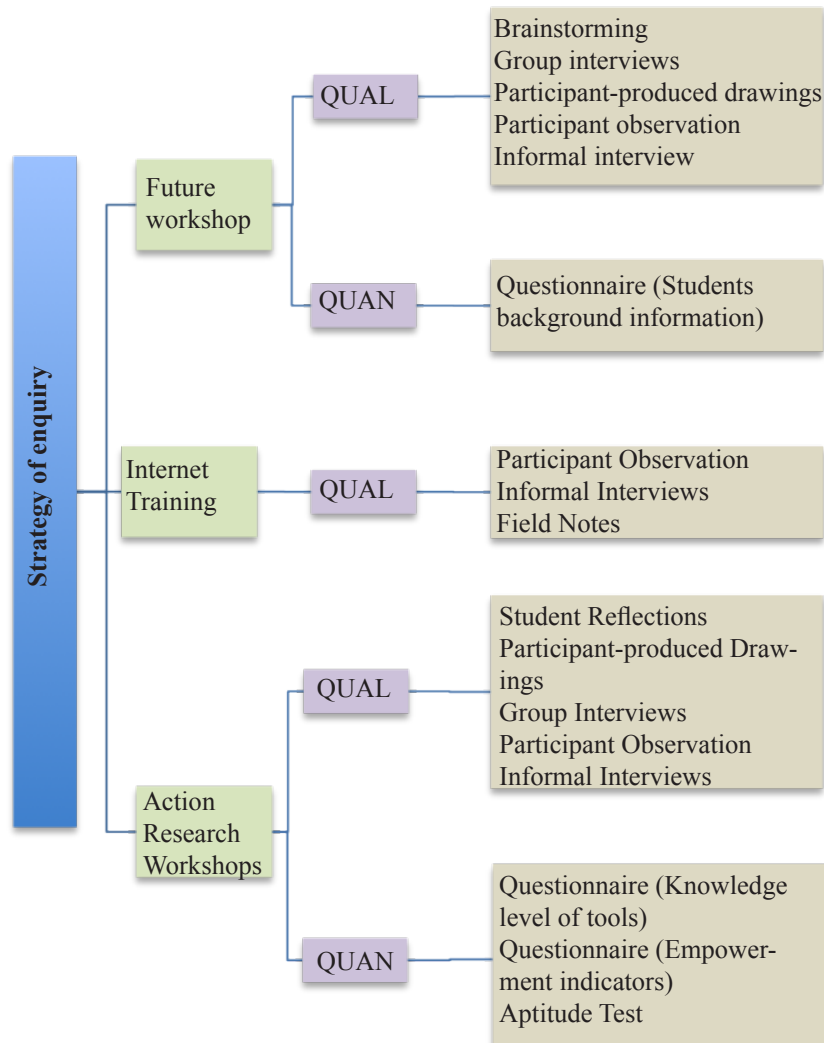 Strategy of enquiry
Future
workshop
QUAL
Brainstorming
Group interviews
Participant-produced drawings
Participant observation
Informal interview
QUAN
Questionnaire (Students
background information)
Internet
Training
QUAL
Participant Observation
Informal Interviews
Field Notes
Action
Research
Workshops
QUAL
Student Reflections
Participant-produced Draw-
ings
Group Interviews
Participant Observation
Informal Interviews
QUAN
Questionnaire (Knowledge
level of tools)
Questionnaire (Empower-
ment indicators)
Aptitude Test